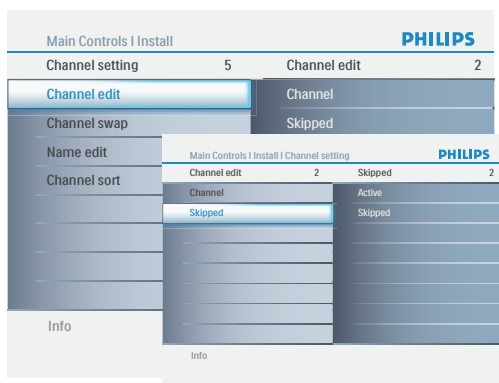 Main Controls I Install PHILIPS
Channel setting 5 Channel edit 2
Channel edit Channel
Channel swap Skipped
Name edit
Channel sort
Info
Main Controls I Install I Channel setting PHILIPS
Channel edit 2 Skipped 2
Channel Active
Skipped Skipped
Info